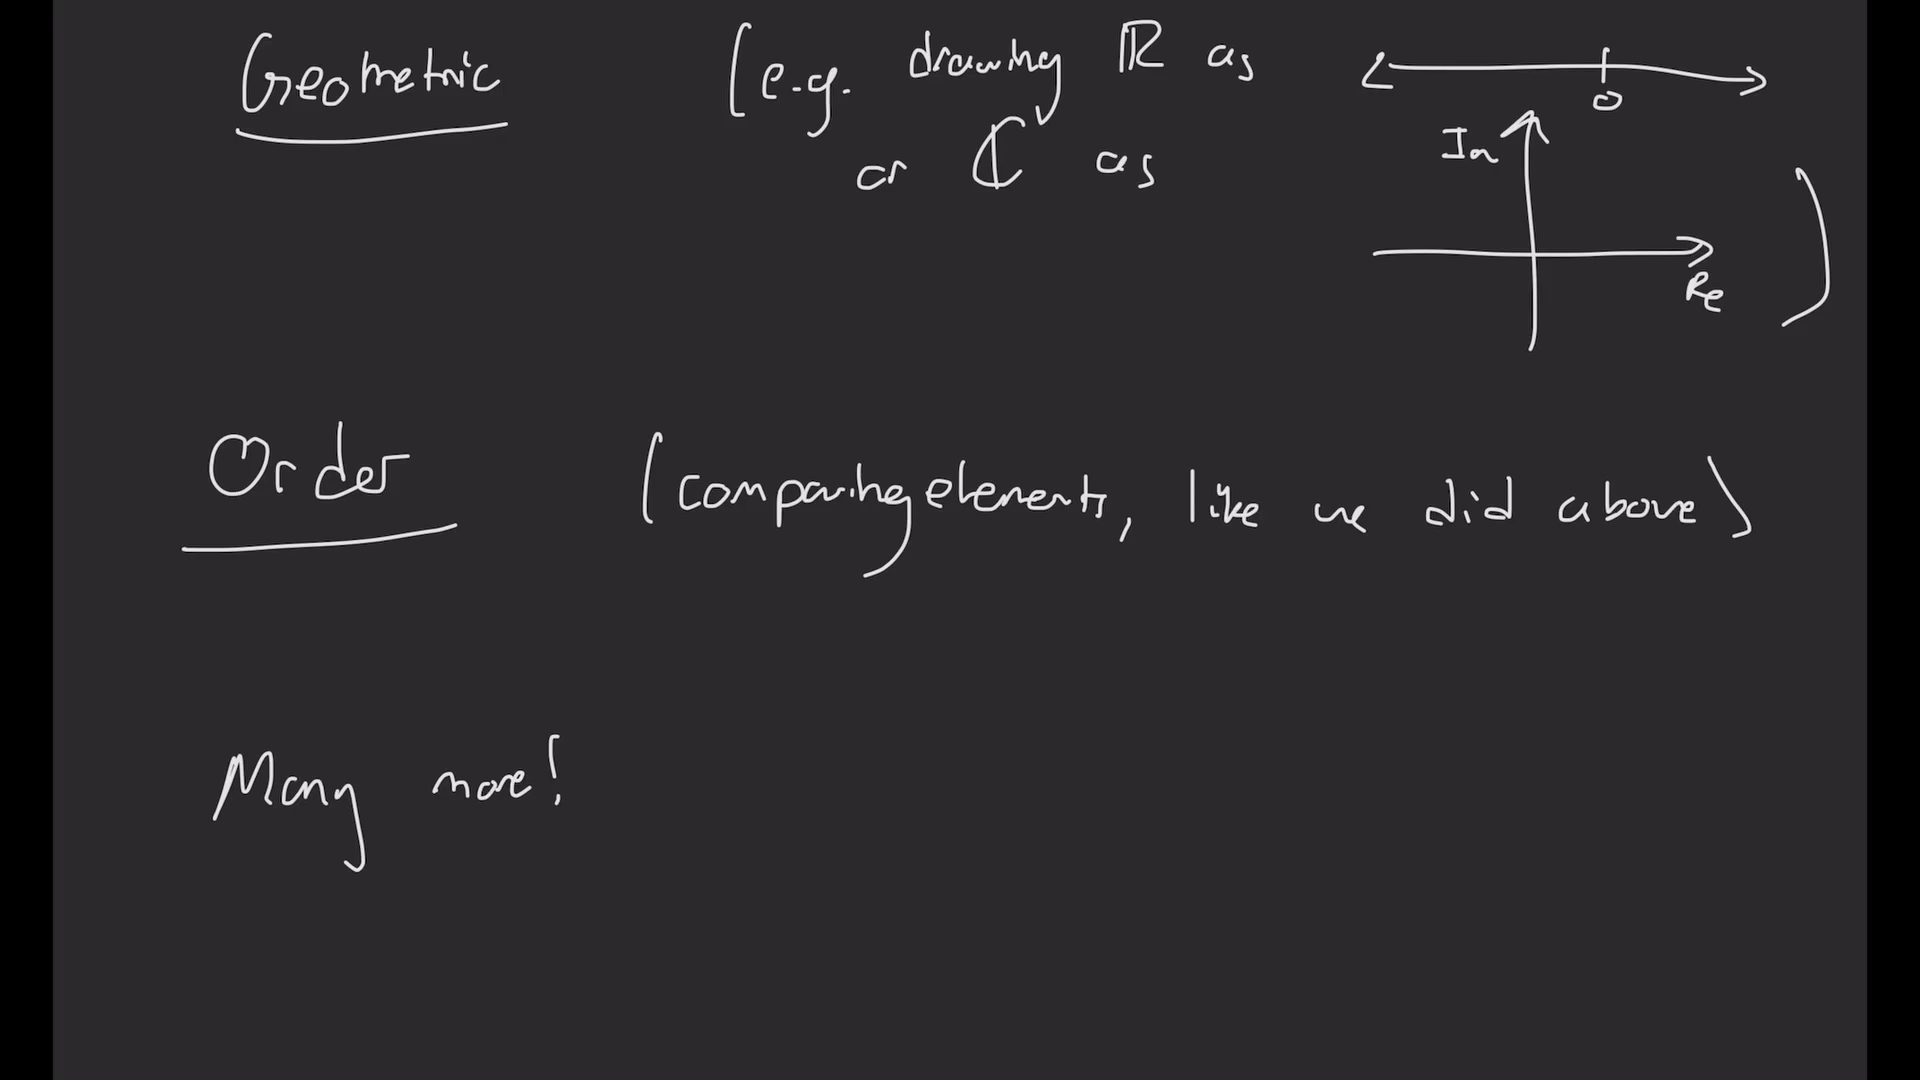 Geometric (e.g. drawing ℝ as
0
or ℂ as
Im
Re )
Order (comparing elements, like we did above)
Many more!